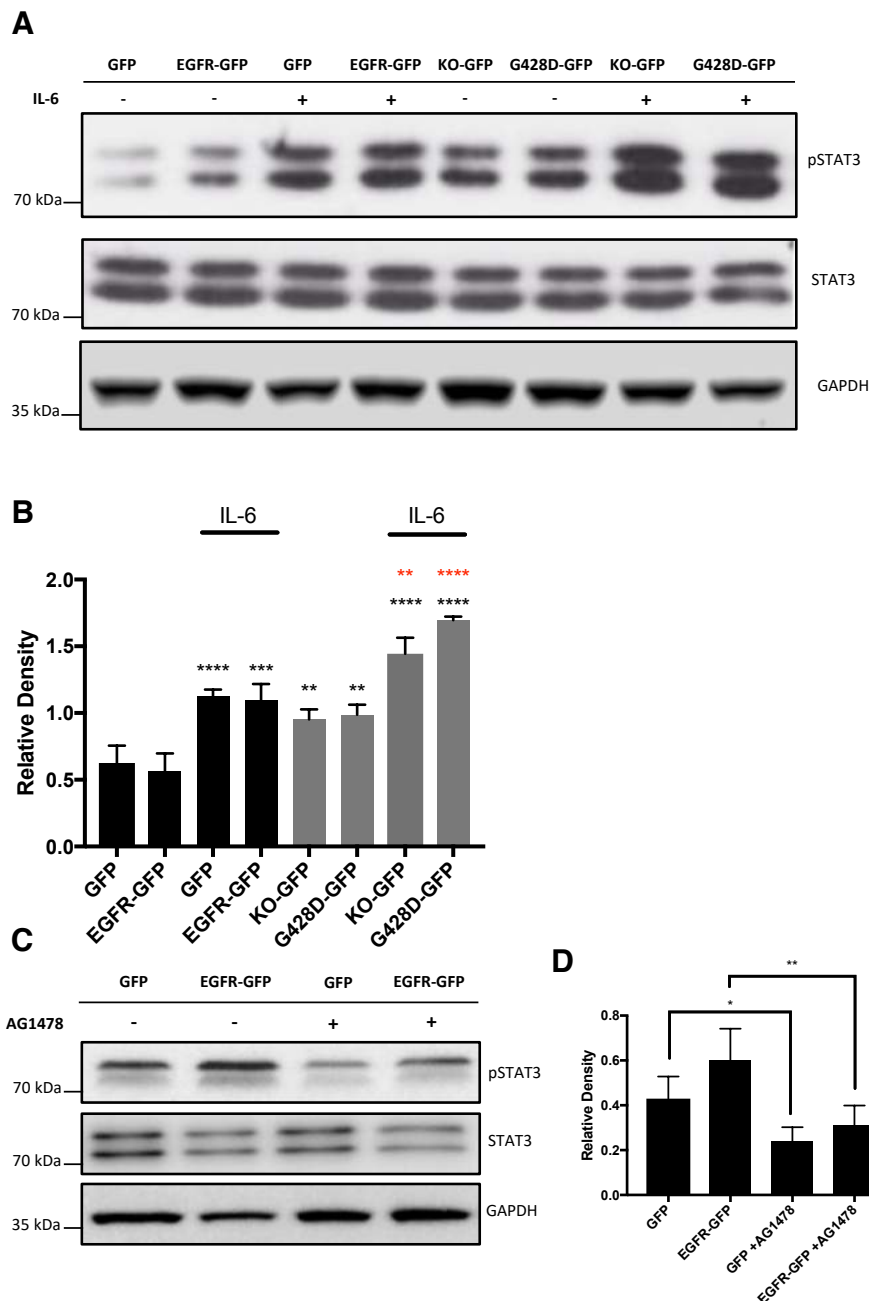 A
GFP EGFR-GFP GFP EGFR-GFP KO-GFP G428D-GFP KO-GFP G428D-GFP
IL-6 - - + + - - + +
pSTAT3
70 kDa
STAT3
70 kDa
GAPDH
35 kDa
B
IL-6 IL-6
** ****
**** ****
**** *** ** **
Relative Density
2.0
1.5
1.0
0.5
0.0
GFP EGFR-GFP GFP EGFR-GFP KO-GFP G428D-GFP KO-GFP G428D-GFP
C
GFP EGFR-GFP GFP EGFR-GFP
AG1478 - - + +
pSTAT3
70 kDa
STAT3
70 kDa
GAPDH
35 kDa
D
**
*
Relative Density
0.8
0.6
0.4
0.2
0.0
GFP EGFR-GFP GFP +AG1478 EGFR-GFP +AG1478